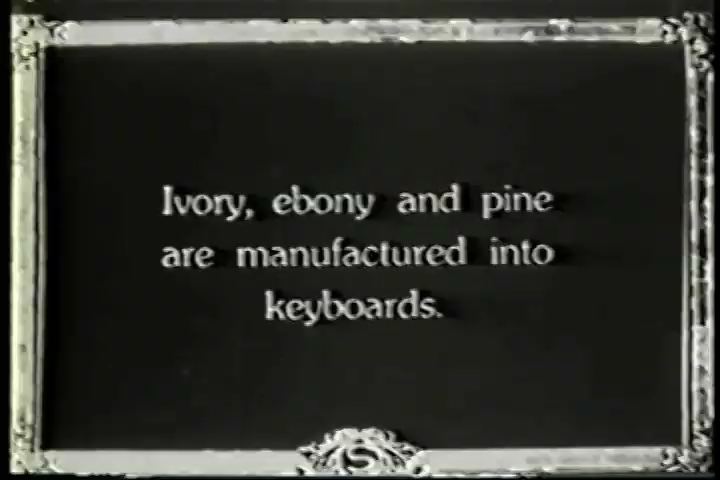 Ivory, ebony and pine
are manufactured into
keyboards.
S